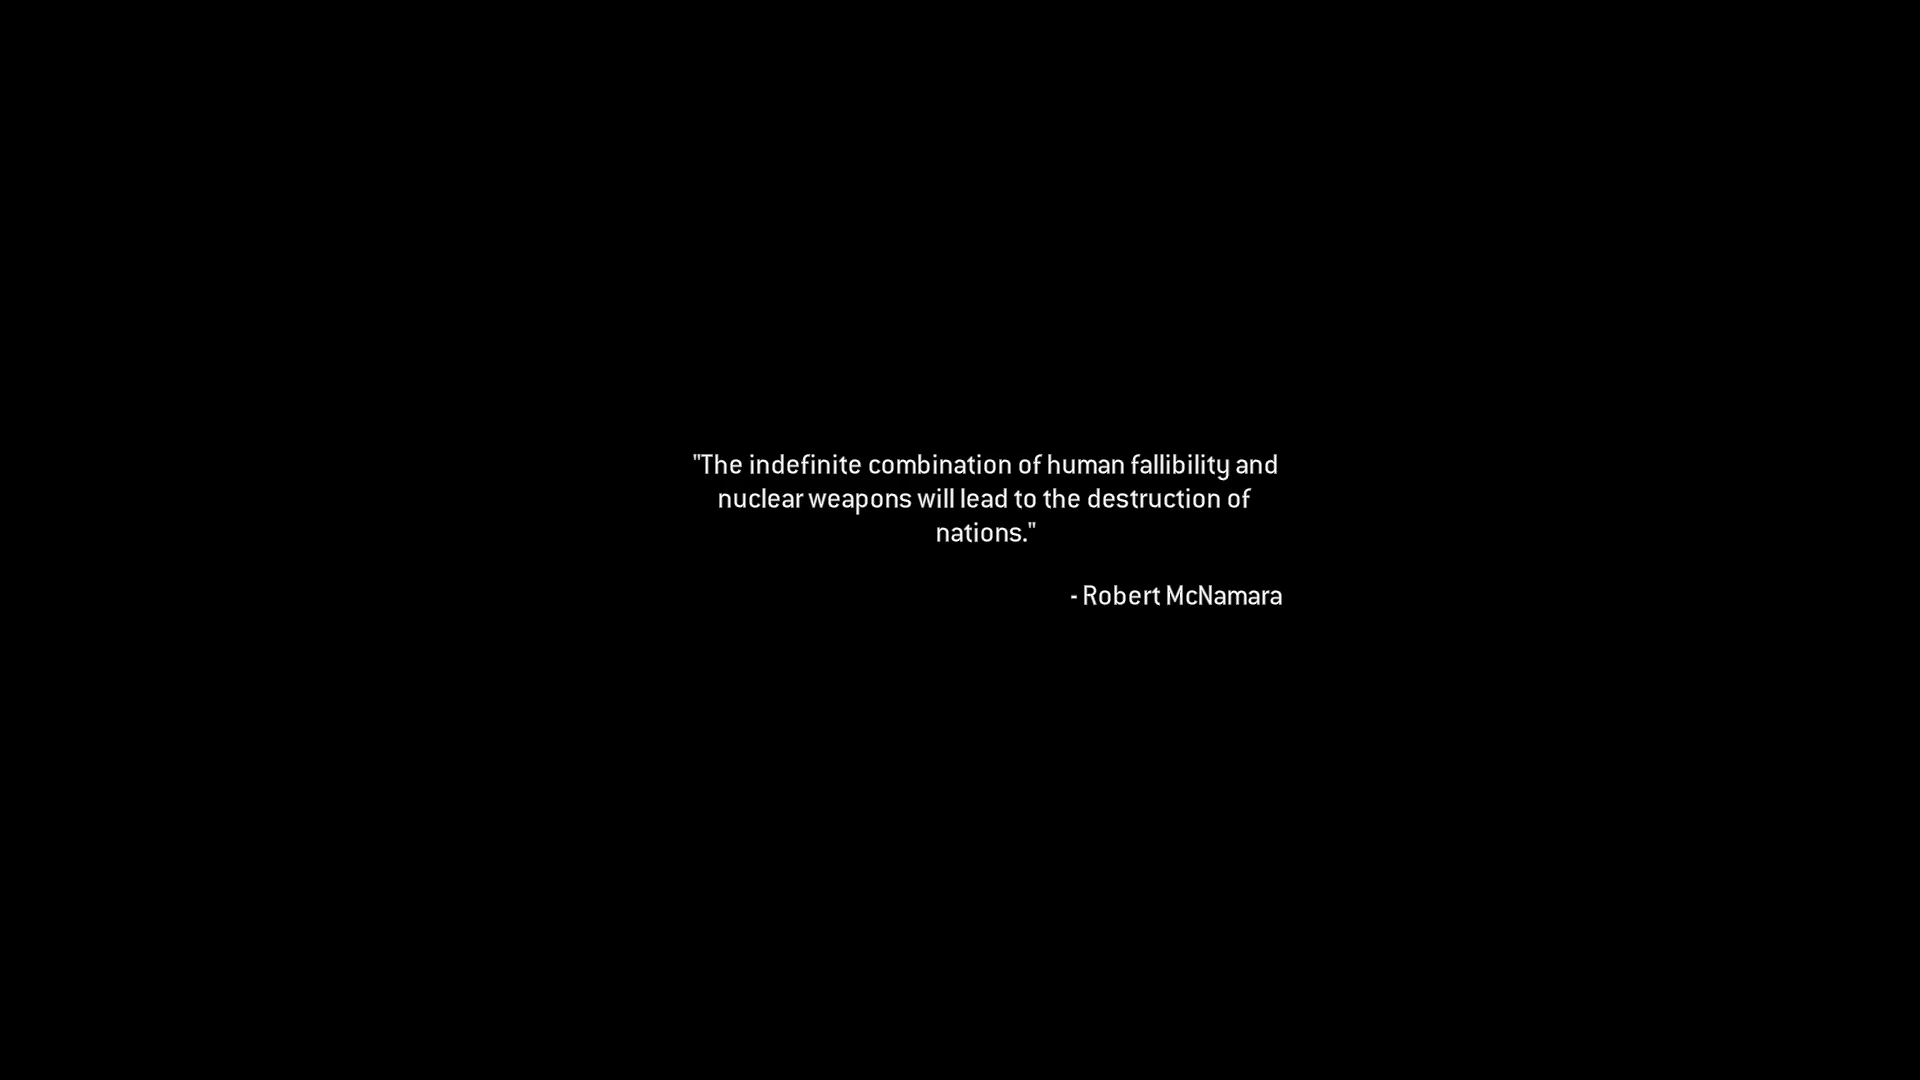 "The indefinite combination of human fallibility and
nuclear weapons will lead to the destruction of
nations."
- Robert McNamara